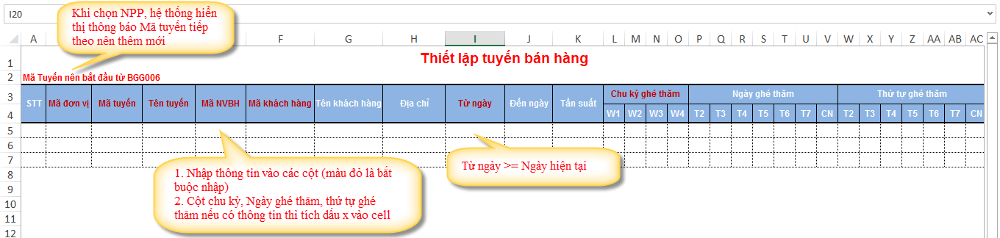 I20
Khi chọn NPP, hệ thống hiển
thị thông báo Mã tuyến tiếp
theo nên thêm mới
A F G H I J K L M N O P Q R S T U V W X Y Z AA AB AC
1 Thiết lập tuyến bán hàng
2 Mã Tuyến nên bắt đầu từ BGG006
3 STT Mã đơn vị Mã tuyến Tên tuyến Mã NVBH Mã khách hàng Tên khách hàng Địa chỉ Từ ngày Đến ngày Tần suất Chu kỳ ghé thăm Ngày ghé thăm Thứ tự ghé thăm
4 W1 W2 W3 W4 T2 T3 T4 T5 T6 T7 CN T2 T3 T4 T5 T6 T7 CN
5
6
7
8
9
10
11
12
1. Nhập thông tin vào các cột (màu đỏ là bắt
buộc nhập)
2. Cột chu kỳ, Ngày ghé thăm, thứ tự ghé
thăm nếu có thông tin thì tích dấu x vào cell
Từ ngày >= Ngày hiện tại